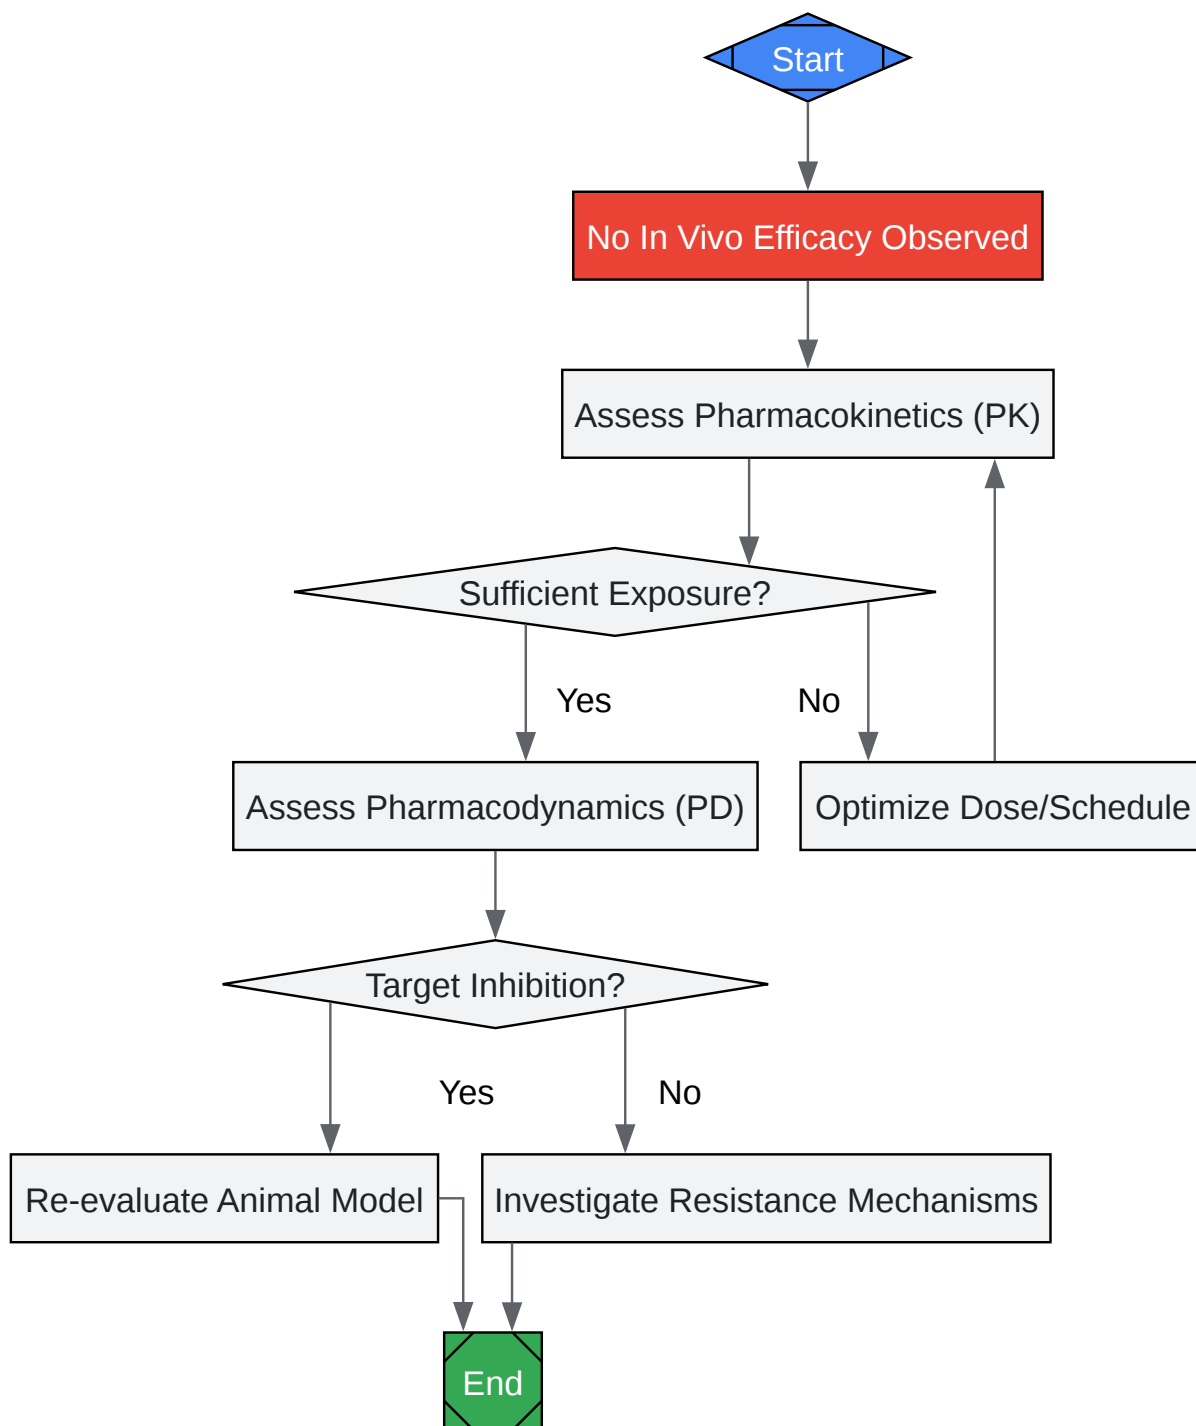 Start
No In Vivo Efficacy Observed
Assess Pharmacokinetics (PK)
Sufficient Exposure?
Yes
No
Assess Pharmacodynamics (PD)
Optimize Dose/Schedule
Target Inhibition?
Yes
No
Re-evaluate Animal Model
Investigate Resistance Mechanisms
End